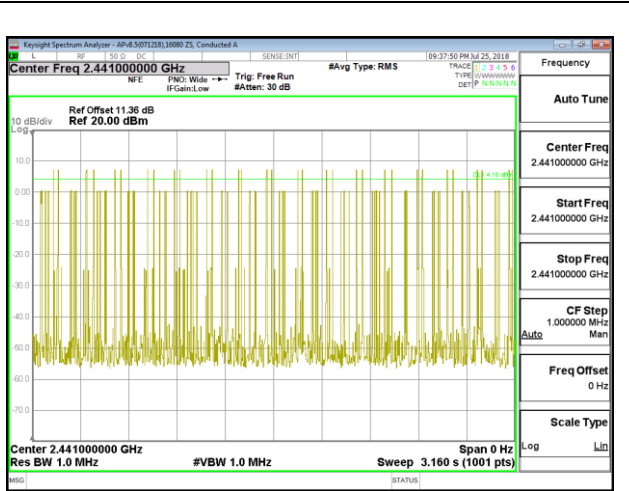 Keysight Spectrum Analyzer - APv8.5(071218),16080 ZS, Conducted A
L RF 50 Ω DC SENSE:INT 09:37:50 PM Jul 25, 2018
Center Freq 2.441000000 GHz #Avg Type: RMS TRACE 1 2 3 4 5 6
NFE PNO: Wide Trig: Free Run TYPE WWWWWW
IFGain:Low #Atten: 30 dB DET P N N N N N
Frequency
Auto Tune
Center Freq
2.441000000 GHz
Start Freq
2.441000000 GHz
Stop Freq
2.441000000 GHz
CF Step
1.000000 MHz
Auto Man
Freq Offset
0 Hz
Scale Type
Log Lin
Ref Offset 11.36 dB
10 dB/div Ref 20.00 dBm
Log
10.0
0.00
-10.0
-20.0
-30.0
-40.0
-50.0
-60.0
-70.0
Center 2.441000000 GHz Span 0 Hz
Res BW 1.0 MHz #VBW 1.0 MHz Sweep 3.160 s (1001 pts)
MSG STATUS